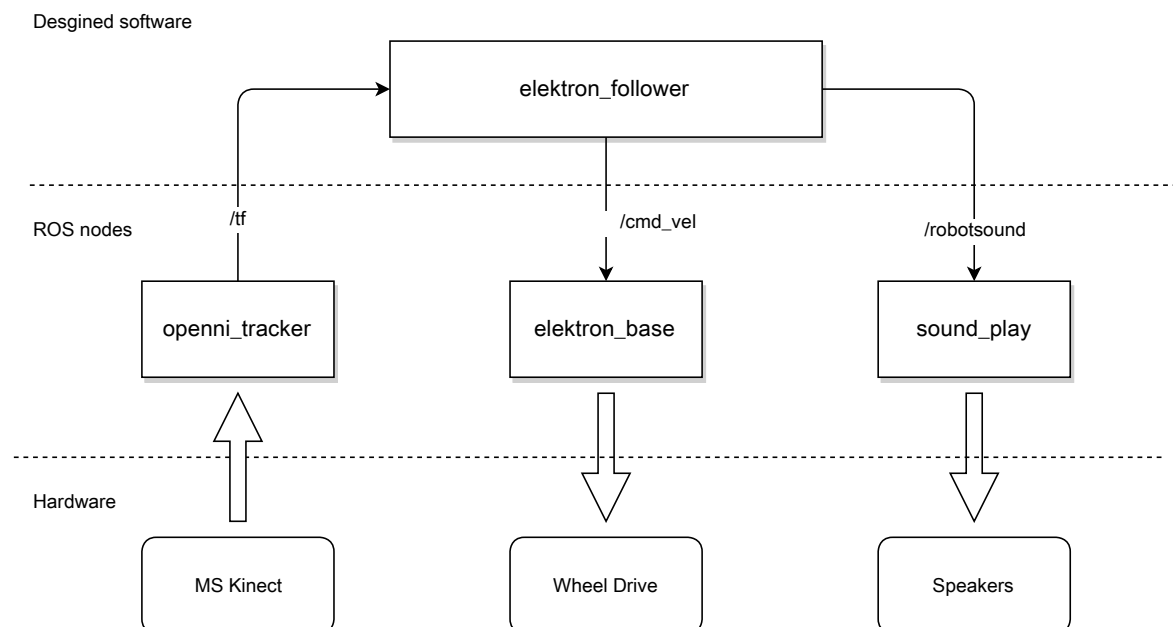 Desgined software
elektron_follower
/tf
/cmd_vel
/robotsound
ROS nodes
openni_tracker
elektron_base
sound_play
Hardware
MS Kinect
Wheel Drive
Speakers